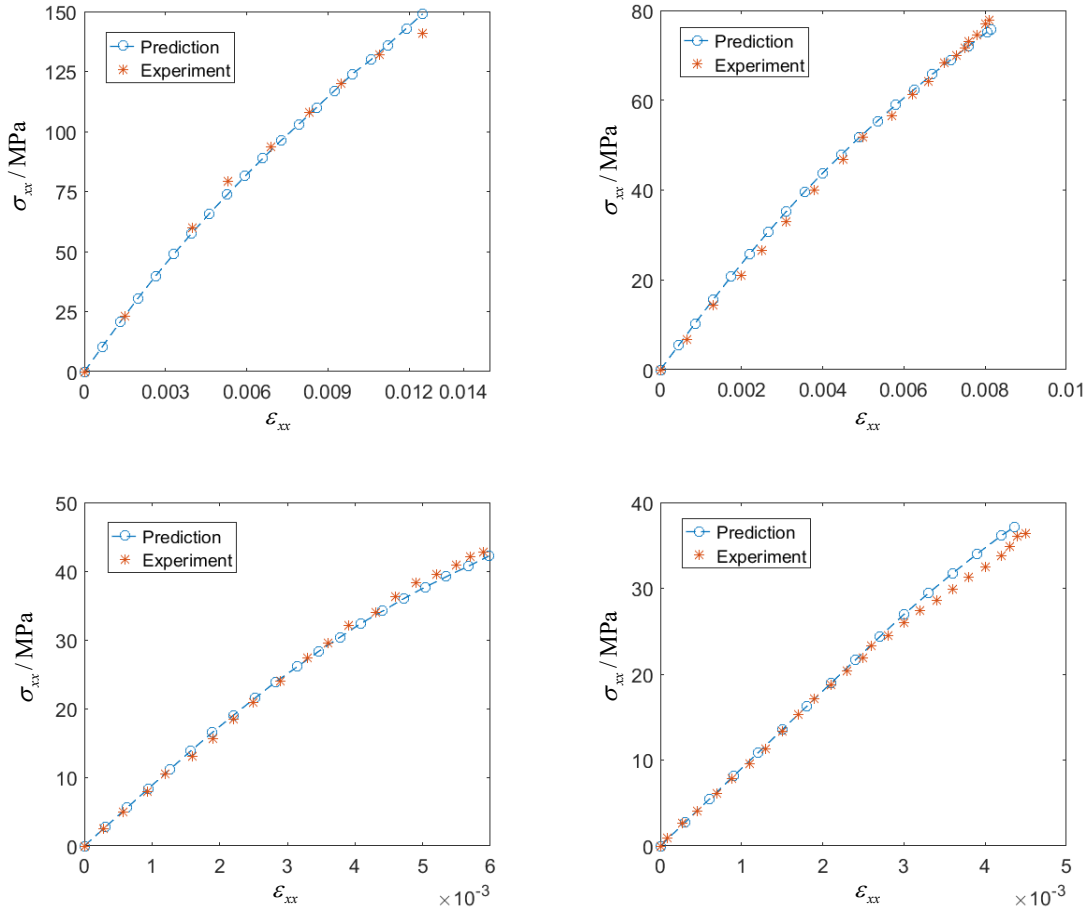 150
125
100
75
50
25
0
σxx / MPa
Prediction
Experiment
0 0.003 0.006 0.009 0.012 0.014
εxx
80
60
40
20
0
σxx / MPa
Prediction
Experiment
0 0.002 0.004 0.006 0.008 0.01
εxx
50
40
30
20
10
0
σxx / MPa
Prediction
Experiment
0 1 2 3 4 5 6
εxx
×10⁻³
40
30
20
10
0
σxx / MPa
Prediction
Experiment
0 1 2 3 4 5
εxx
×10⁻³